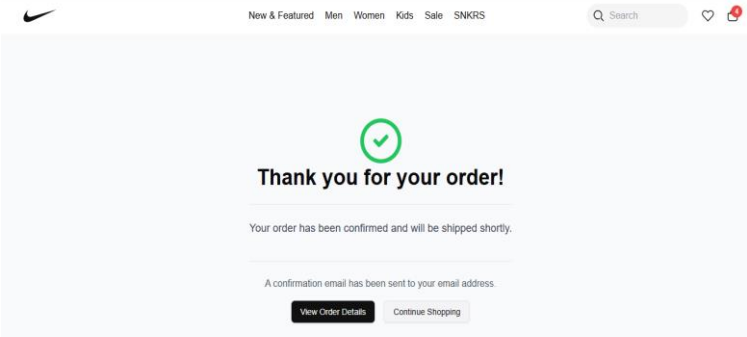 New & Featured Men Women Kids Sale SNKRS Search 4
Thank you for your order!
Your order has been confirmed and will be shipped shortly.
A confirmation email has been sent to your email address.
View Order Details Continue Shopping